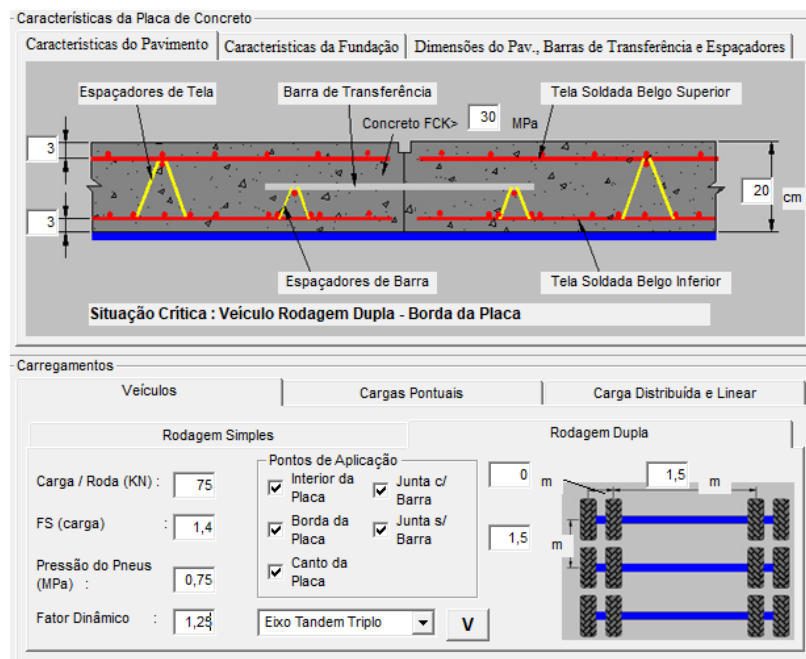 Características da Placa de Concreto
Características do Pavimento Características da Fundação Dimensões do Pav., Barras de Transferência e Espaçadores
Espaçadores de Tela Barra de Transferência Tela Soldada Belgo Superior
Concreto FCK> 30 MPa
3
20 cm
3
Espaçadores de Barra Tela Soldada Belgo Inferior
Situação Crítica : Veículo Rodagem Dupla - Borda da Placa
Carregamentos
Veículos Cargas Pontuais Carga Distribuída e Linear
Rodagem Simples Rodagem Dupla
Carga / Roda (KN) : 75
FS (carga) : 1,4
Pressão do Pneus
(MPa) : 0,75
Fator Dinâmico : 1,25
Pontos de Aplicação
Interior da
Placa
Junta c/
Barra
Borda da
Placa
Junta s/
Barra
Canto da
Placa
Eixo Tandem Triplo V
0 m 1,5 m
1,5 m